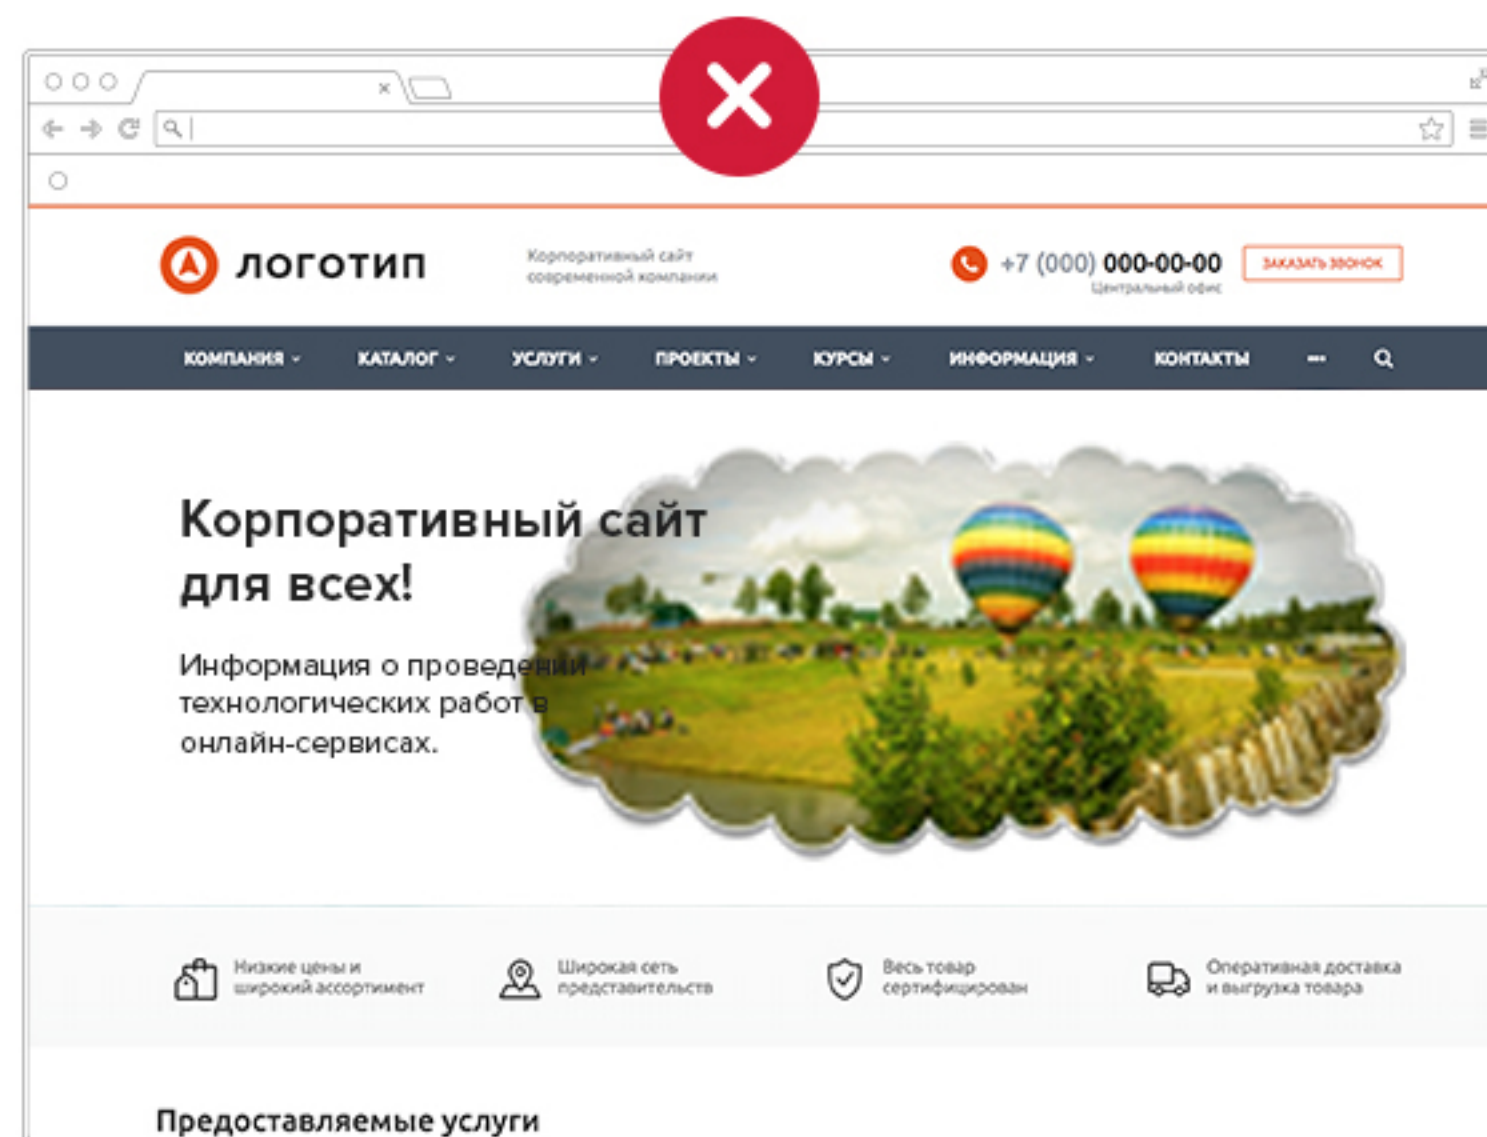 ЛОГОТИП
Корпоративный сайт
современной компании
+7 (000) 000-00-00
Центральный офис
ЗАКАЗАТЬ ЗВОНОК
КОМПАНИЯ КАТАЛОГ УСЛУГИ ПРОЕКТЫ КУРСЫ ИНФОРМАЦИЯ КОНТАКТЫ
Корпоративный сайт
для всех!
Информация о проведении
технологических работ в
онлайн-сервисах.
Низкие цены и
широкий ассортимент
Широкая сеть
представительств
Весь товар
сертифицирован
Оперативная доставка
и выгрузка товара
Предоставляемые услуги